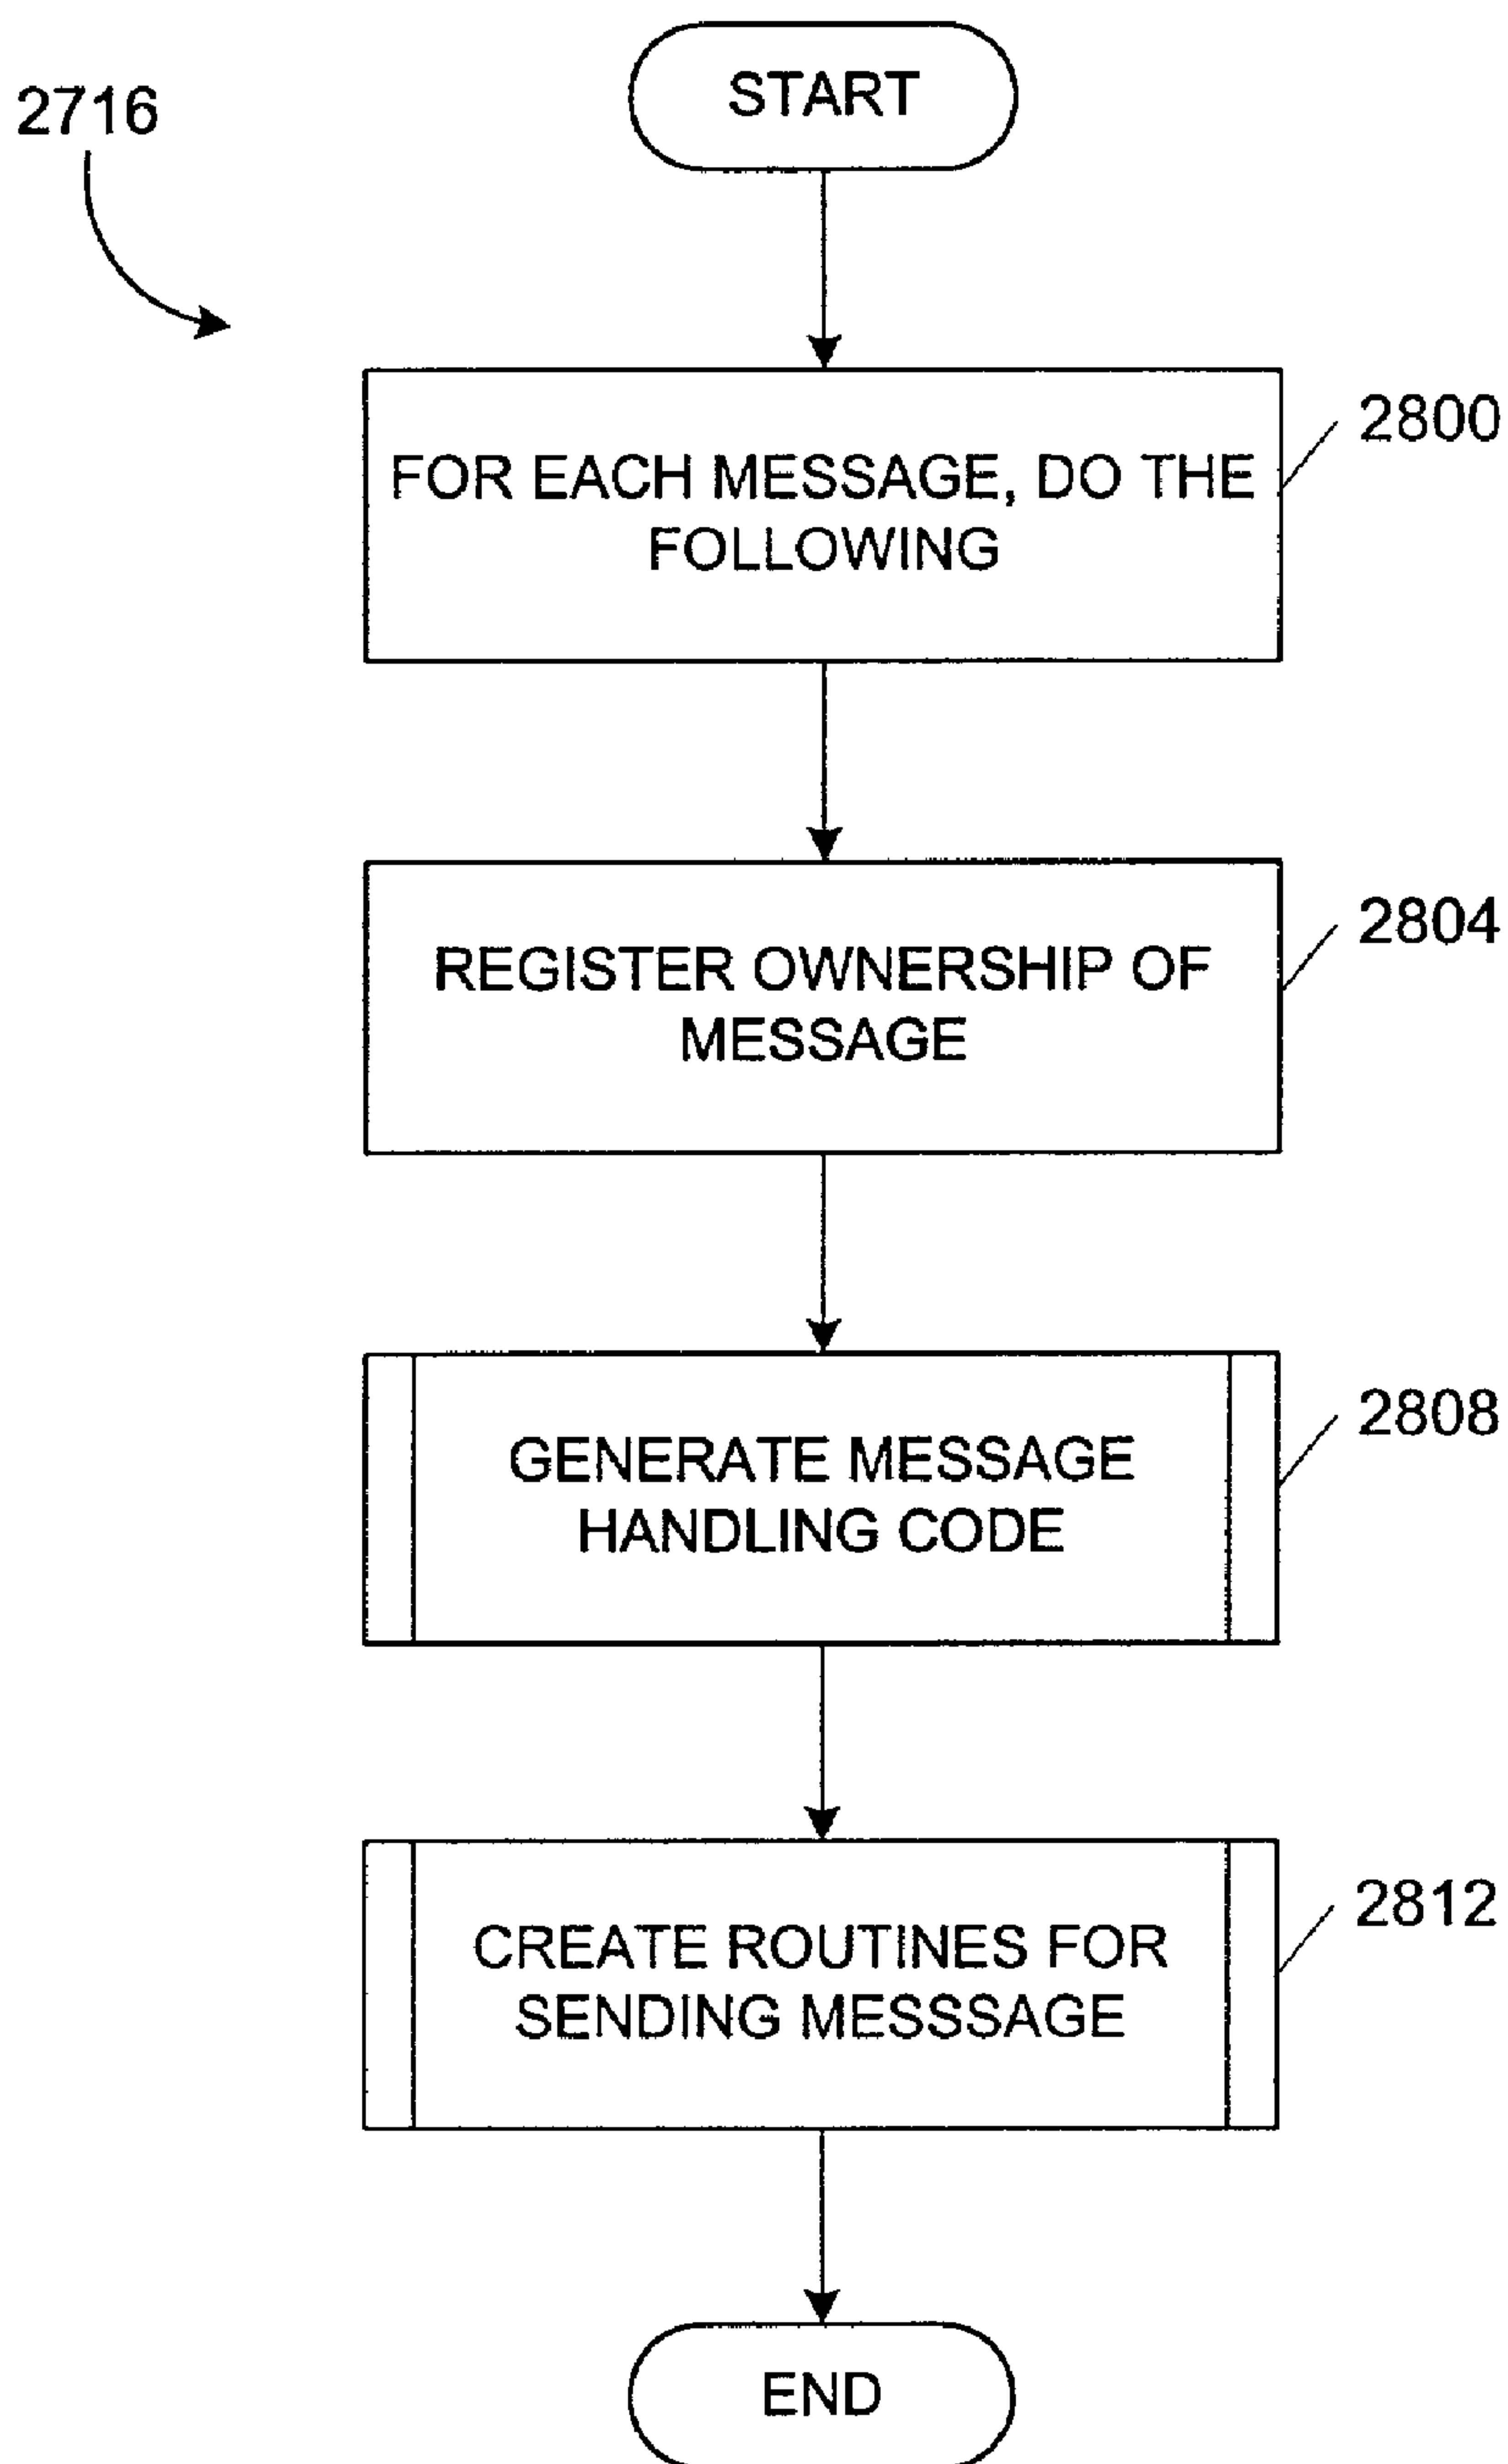 START
2716
2800
FOR EACH MESSAGE, DO THE
FOLLOWING
2804
REGISTER OWNERSHIP OF
MESSAGE
2808
GENERATE MESSAGE
HANDLING CODE
2812
CREATE ROUTINES FOR
SENDING MESSSAGE
END